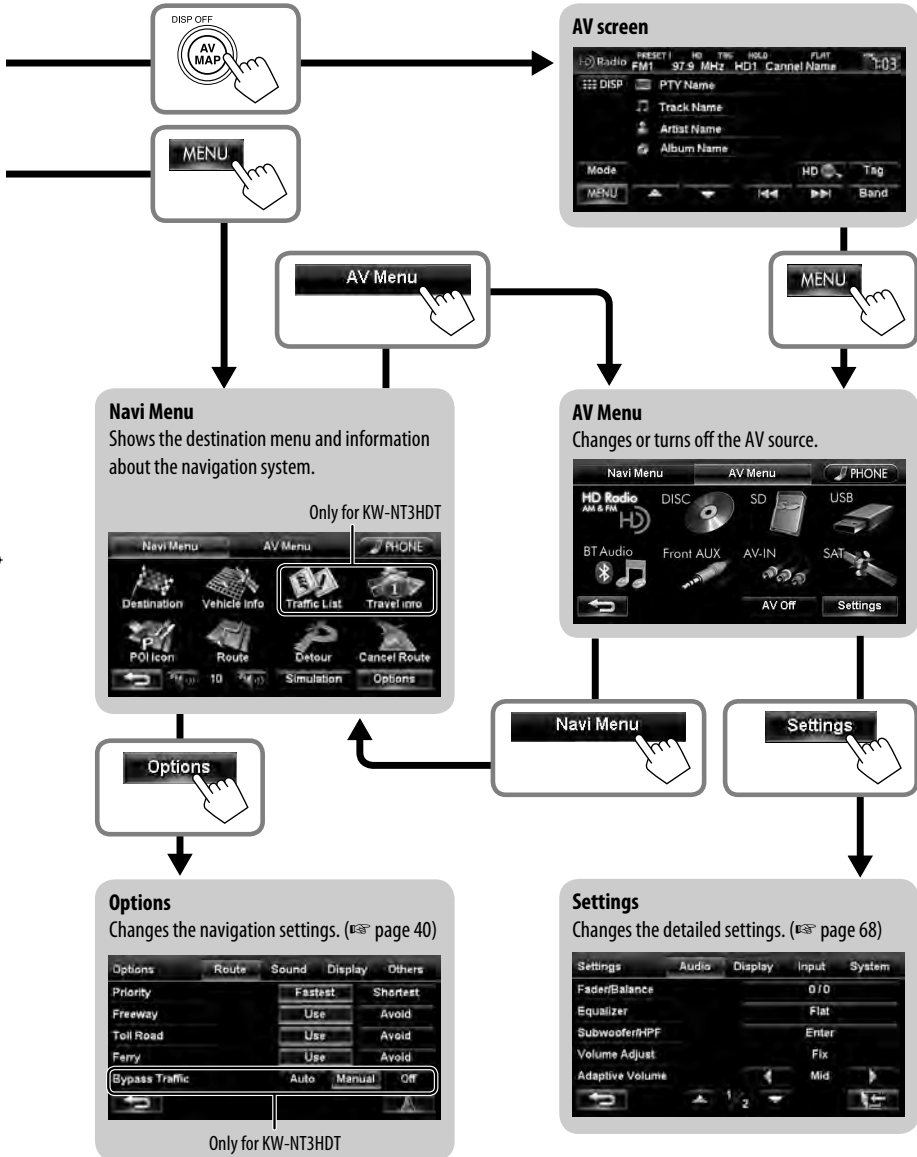 DISP OFF
AV
MAP
AV screen
HD Radio FM1 PRESET 1 97.9 MHz HD TAG HD1 HOLD Cannel Name FLAT 7:03
DISP PTY Name
Track Name
Artist Name
Album Name
Mode HD Tag
MENU Band
MENU
AV Menu
MENU
Navi Menu
Shows the destination menu and information
about the navigation system.
Only for KW-NT3HDT
Navi Menu AV Menu PHONE
Destination Vehicle Info Traffic List Travel Info
POI Icon Route Detour Cancel Route
10 Simulation Options
AV Menu
Changes or turns off the AV source.
Navi Menu AV Menu PHONE
HD Radio DISC SD USB
AM & FM
HD
BT Audio Front AUX AV-IN SAT
AV Off Settings
Navi Menu
Settings
Options
Options
Changes the navigation settings. (☞ page 40)
Options Route Sound Display Others
Priority Fastest Shortest
Freeway Use Avoid
Toll Road Use Avoid
Ferry Use Avoid
Bypass Traffic Auto Manual Off
Only for KW-NT3HDT
Settings
Changes the detailed settings. (☞ page 68)
Settings Audio Display Input System
Fader/Balance 0 / 0
Equalizer Flat
Subwoofer/HPF Enter
Volume Adjust Fix
Adaptive Volume Mid
1/2